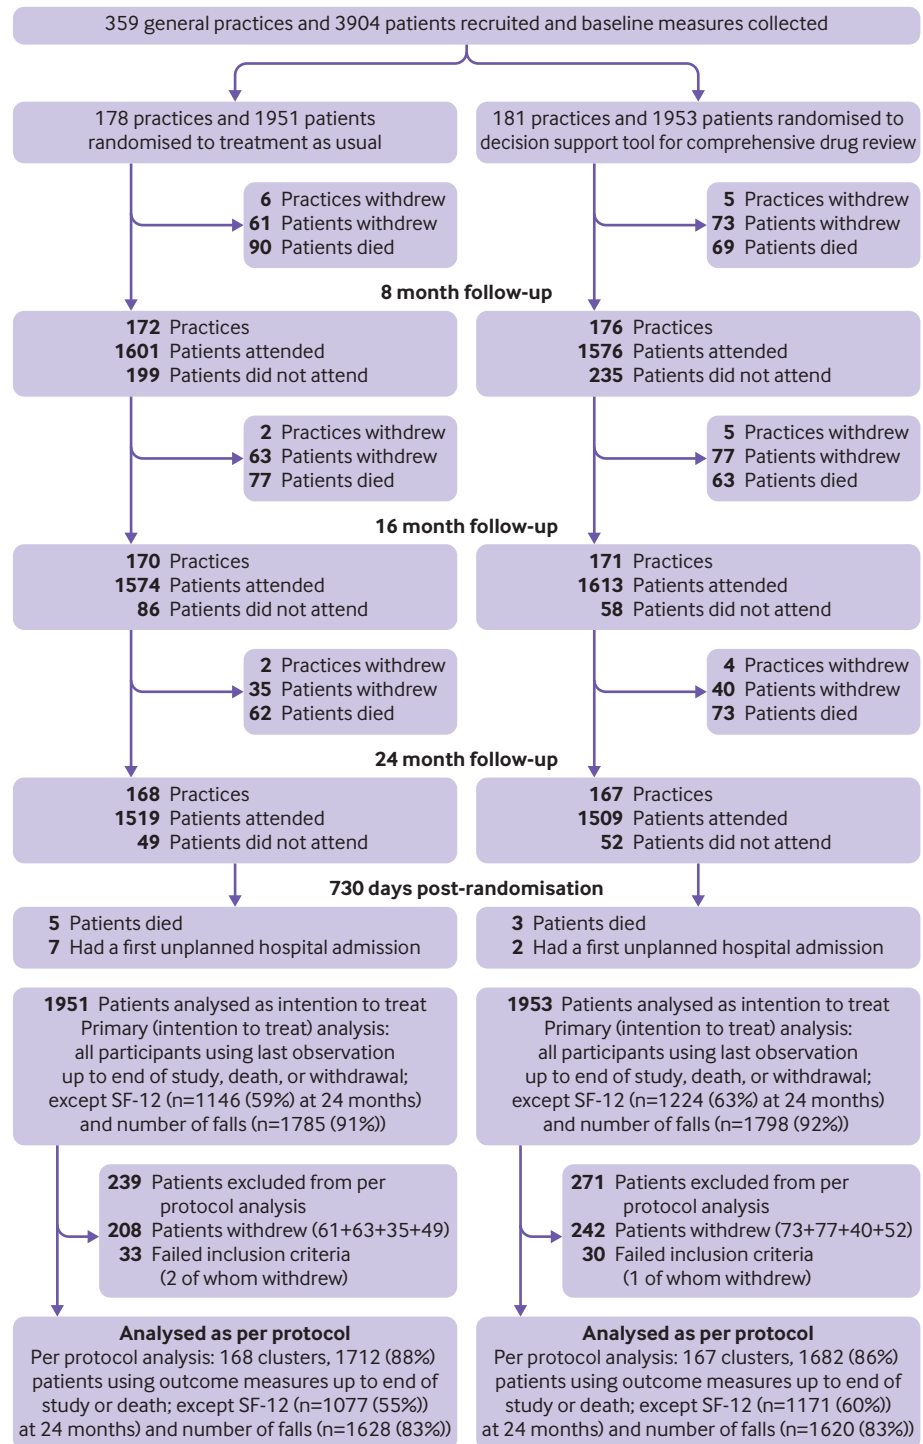 359 general practices and 3904 patients recruited and baseline measures collected
178 practices and 1951 patients
randomised to treatment as usual
181 practices and 1953 patients randomised to
decision support tool for comprehensive drug review
6 Practices withdrew
61 Patients withdrew
90 Patients died
5 Practices withdrew
73 Patients withdrew
69 Patients died
8 month follow-up
172 Practices
1601 Patients attended
199 Patients did not attend
176 Practices
1576 Patients attended
235 Patients did not attend
2 Practices withdrew
63 Patients withdrew
77 Patients died
5 Practices withdrew
77 Patients withdrew
63 Patients died
16 month follow-up
170 Practices
1574 Patients attended
86 Patients did not attend
171 Practices
1613 Patients attended
58 Patients did not attend
2 Practices withdrew
35 Patients withdrew
62 Patients died
4 Practices withdrew
40 Patients withdrew
73 Patients died
24 month follow-up
168 Practices
1519 Patients attended
49 Patients did not attend
167 Practices
1509 Patients attended
52 Patients did not attend
730 days post-randomisation
5 Patients died
7 Had a first unplanned hospital admission
3 Patients died
2 Had a first unplanned hospital admission
1951 Patients analysed as intention to treat
Primary (intention to treat) analysis:
all participants using last observation
up to end of study, death, or withdrawal;
except SF-12 (n=1146 (59%) at 24 months)
and number of falls (n=1785 (91%))
1953 Patients analysed as intention to treat
Primary (intention to treat) analysis:
all participants using last observation
up to end of study, death, or withdrawal;
except SF-12 (n=1224 (63%) at 24 months)
and number of falls (n=1798 (92%))
239 Patients excluded from per
protocol analysis
208 Patients withdrew (61+63+35+49)
33 Failed inclusion criteria
(2 of whom withdrew)
271 Patients excluded from per
protocol analysis
242 Patients withdrew (73+77+40+52)
30 Failed inclusion criteria
(1 of whom withdrew)
Analysed as per protocol
Per protocol analysis: 168 clusters, 1712 (88%)
patients using outcome measures up to end of
study or death; except SF-12 (n=1077 (55%))
at 24 months) and number of falls (n=1628 (83%))
Analysed as per protocol
Per protocol analysis: 167 clusters, 1682 (86%)
patients using outcome measures up to end of
study or death; except SF-12 (n=1171 (60%))
at 24 months) and number of falls (n=1620 (83%))